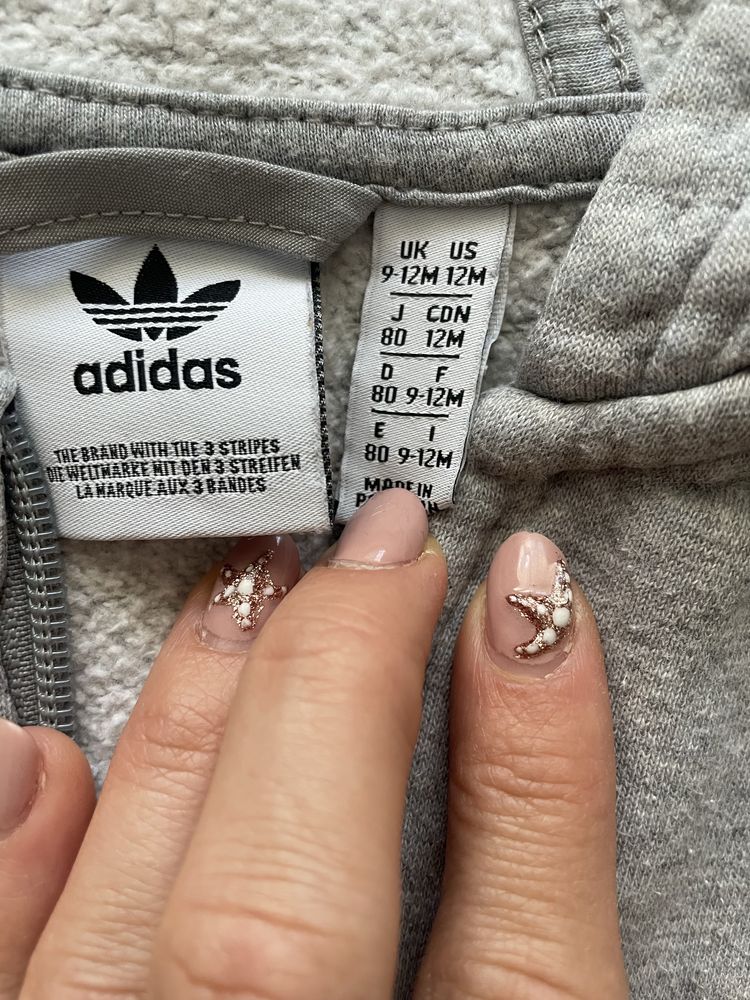 adidas
THE BRAND WITH THE 3 STRIPES
DIE WELTMARKE MIT DEN 3 STREIFEN
LA MARQUE AUX 3 BANDES
UK US
9-12M 12M
J CDN
80 12M
D F
80 9-12M
E I
80 9-12M
MADE IN